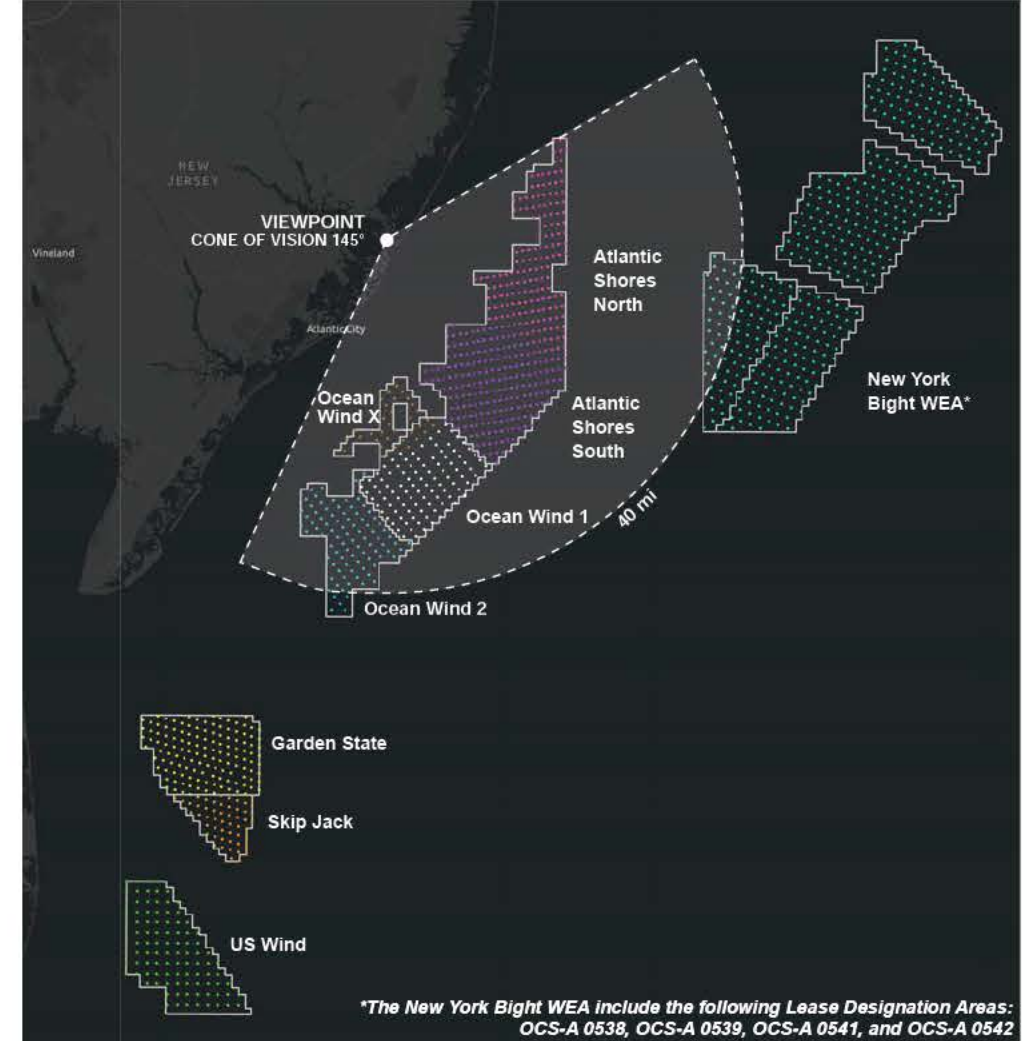 NEW
JERSEY
VIEWPOINT
CONE OF VISION 145°
Vineland
Atlantic City
Atlantic
Shores
North
New York
Bight WEA*
Ocean
Wind X
Atlantic
Shores
South
Ocean Wind 1
40 mi
Ocean Wind 2
Garden State
Skip Jack
US Wind
*The New York Bight WEA include the following Lease Designation Areas:
OCS-A 0538, OCS-A 0539, OCS-A 0541, and OCS-A 0542